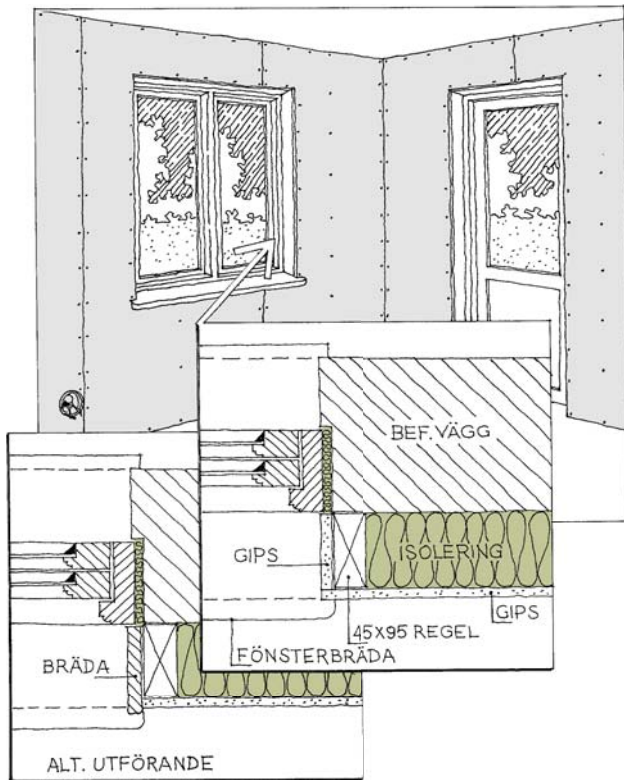 BEF. VÄGG
ISOLERING
GIPS
GIPS
45X95 REGEL
FÖNSTERBRÄDA
BRÄDA
ALT. UTFÖRANDE